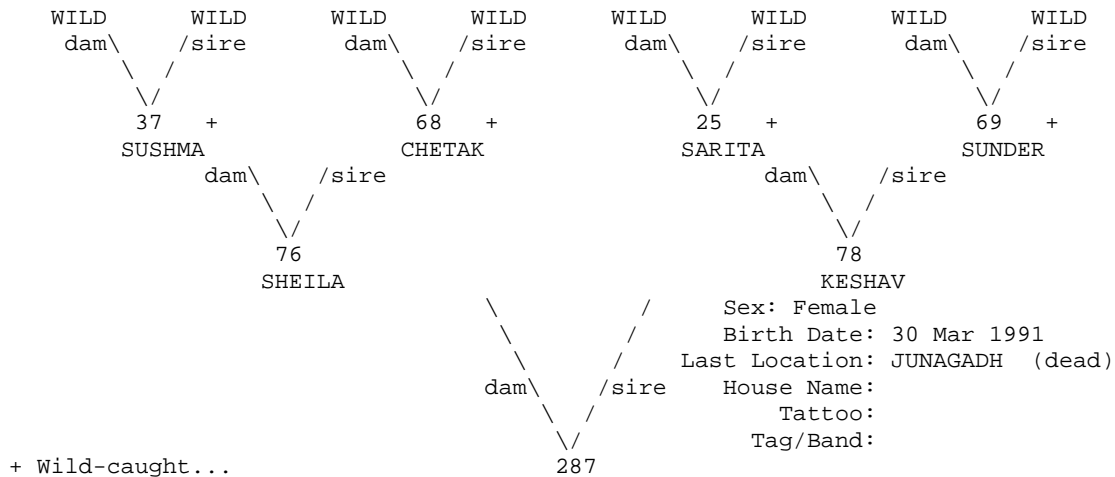 WILD WILD WILD WILD WILD WILD WILD WILD
dam\ /sire dam\ /sire dam\ /sire dam\ /sire
\ / \ / \ / \ /
\/ \/ \/ \/
37 + 68 + 25 + 69 +
SUSHMA CHETAK SARITA SUNDER
dam\ /sire dam\ /sire
\ / \ /
\/ \/
76 78
SHEILA KESHAV
\ / Sex: Female
\ / Birth Date: 30 Mar 1991
\ / Last Location: JUNAGADH (dead)
dam\ /sire House Name:
\ / Tattoo:
\/ Tag/Band:
+ Wild-caught... 287